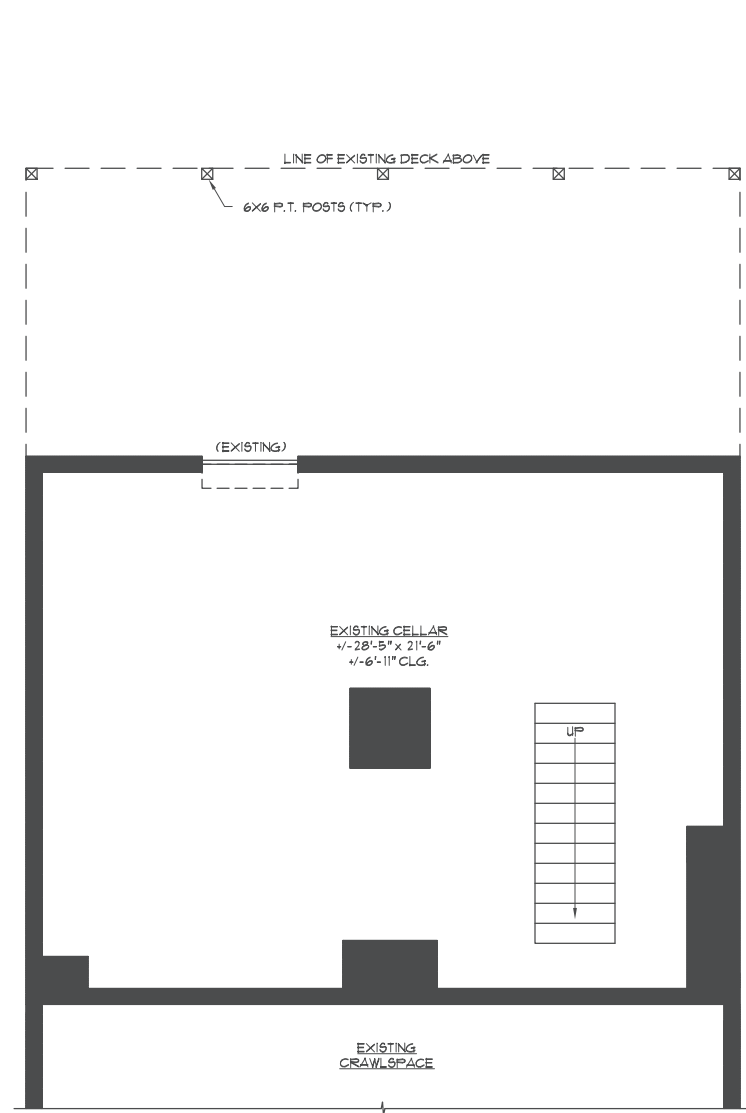 LINE OF EXISTING DECK ABOVE
6X6 P.T. POSTS (TYP.)
(EXISTING)
EXISTING CELLAR
+/-28'-5" x 21'-6"
+/-6'-11" CLG.
UP
EXISTING
CRAWLSPACE